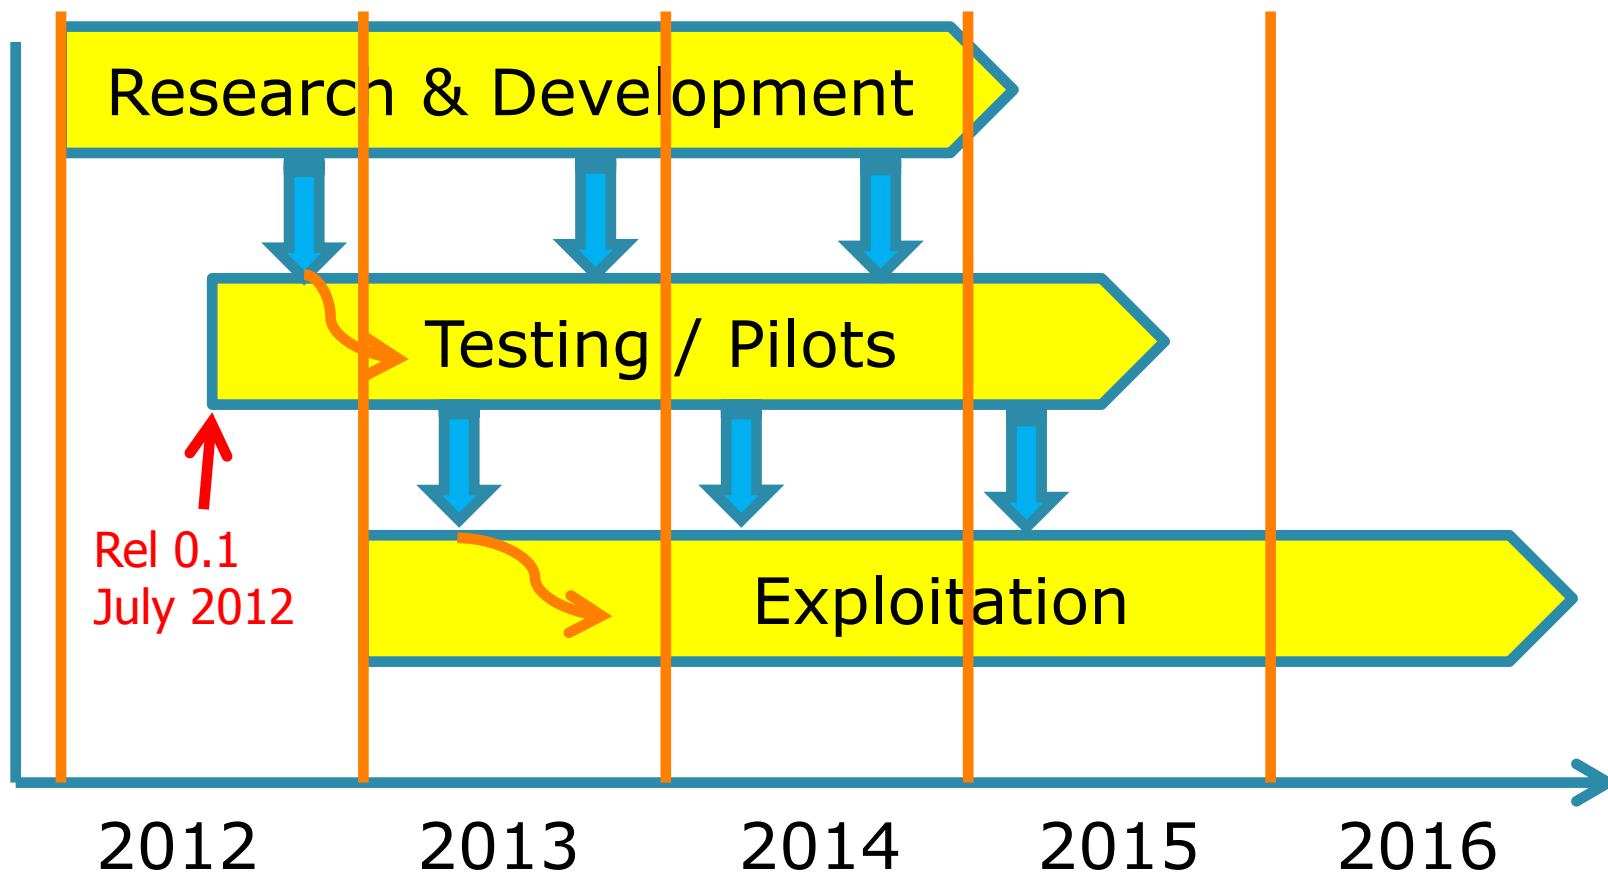 Research & Development
Testing / Pilots
Rel 0.1
July 2012
Exploitation
2012 2013 2014 2015 2016